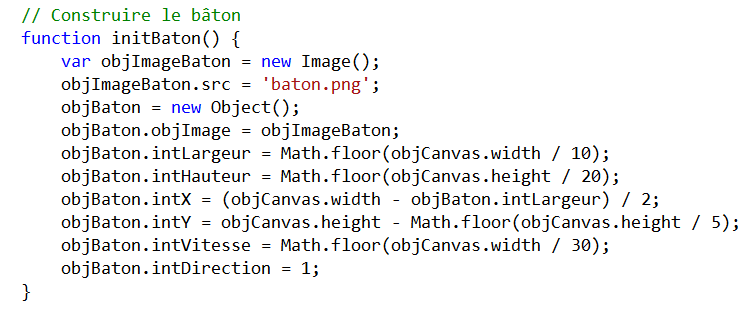 // Construire le bâton
function initBaton() {
    var objImageBaton = new Image();
    objImageBaton.src = 'baton.png';
    objBaton = new Object();
    objBaton.objImage = objImageBaton;
    objBaton.intLargeur = Math.floor(objCanvas.width / 10);
    objBaton.intHauteur = Math.floor(objCanvas.height / 20);
    objBaton.intX = (objCanvas.width - objBaton.intLargeur) / 2;
    objBaton.intY = objCanvas.height - Math.floor(objCanvas.height / 5);
    objBaton.intVitesse = Math.floor(objCanvas.width / 30);
    objBaton.intDirection = 1;
}